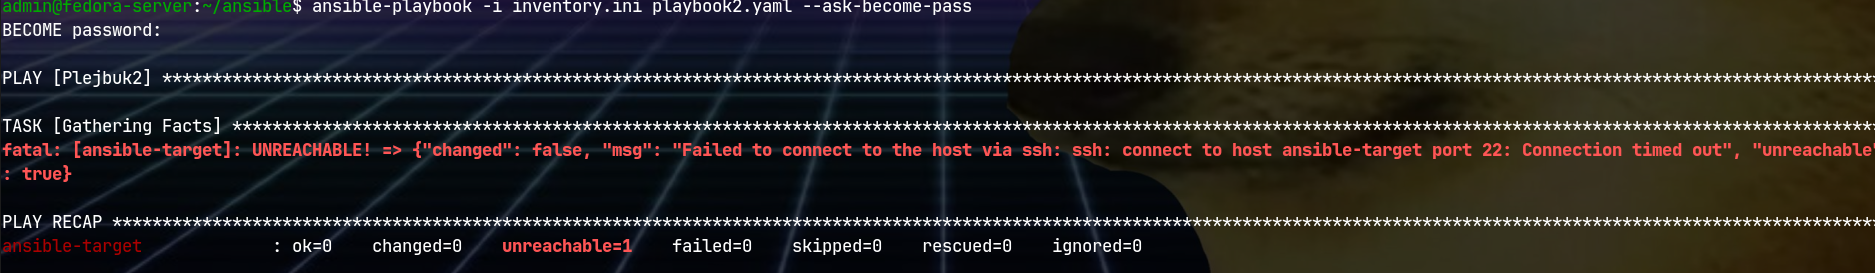 admin@fedora-server:~/ansible$ ansible-playbook -i inventory.ini playbook2.yaml --ask-become-pass
BECOME password:
PLAY [Plejbuk2] ****************************************************************************************************************************************************************************
TASK [Gathering Facts] *********************************************************************************************************************************************************************
fatal: [ansible-target]: UNREACHABLE! => {"changed": false, "msg": "Failed to connect to the host via ssh: ssh: connect to host ansible-target port 22: Connection timed out", "unreachable"
: true}
PLAY RECAP *********************************************************************************************************************************************************************************
ansible-target             : ok=0    changed=0    unreachable=1    failed=0    skipped=0    rescued=0    ignored=0